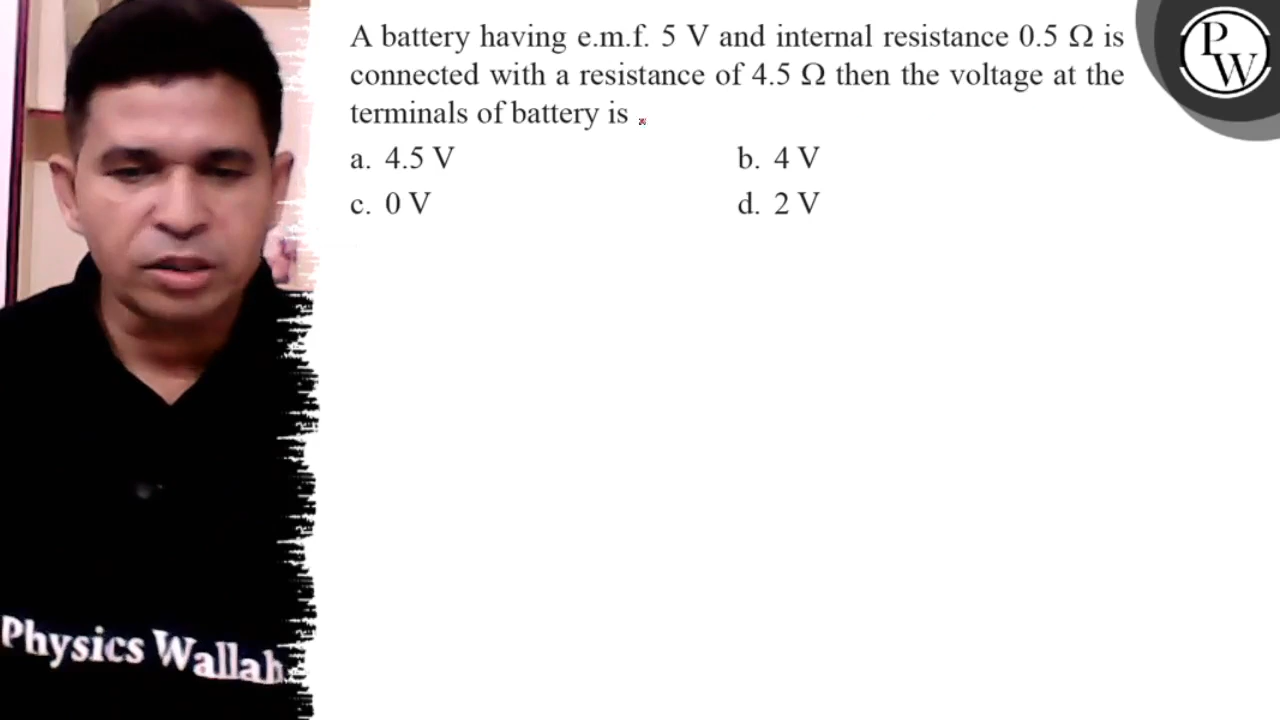 A battery having e.m.f. 5 V and internal resistance 0.5 Ω is
connected with a resistance of 4.5 Ω then the voltage at the
terminals of battery is
a. 4.5 V
b. 4 V
c. 0 V
d. 2 V
P
W
Physics Wallah